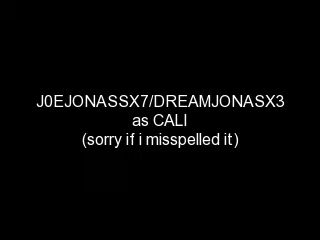 J0EJONASSX7/DREAMJONASX3
as CALI
(sorry if i misspelled it)